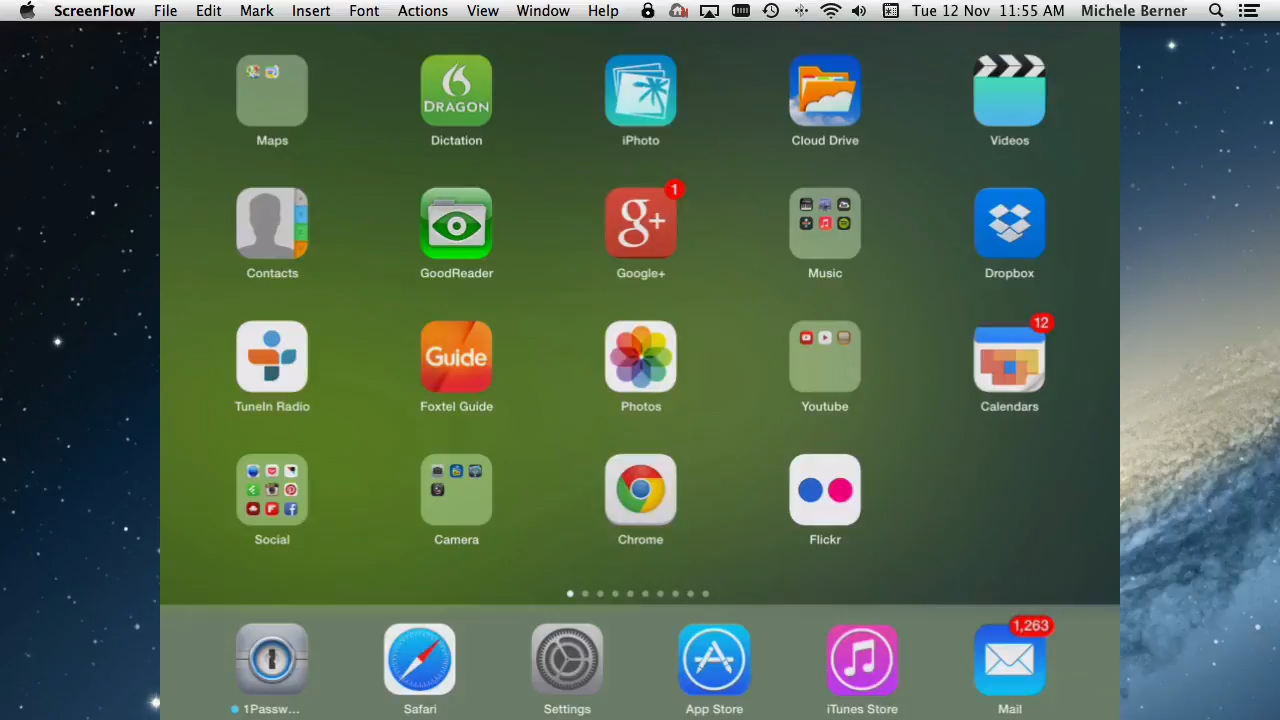 ScreenFlow File Edit Mark Insert Font Actions View Window Help Tue 12 Nov 11:55 AM Michele Berner
DRAGON
Maps Dictation iPhoto Cloud Drive Videos
g+ 1
Contacts GoodReader Google+ Music Dropbox
Guide 12
TuneIn Radio Foxtel Guide Photos Youtube Calendars
Social Camera Chrome Flickr
1,263
1Passw... Safari Settings App Store iTunes Store Mail